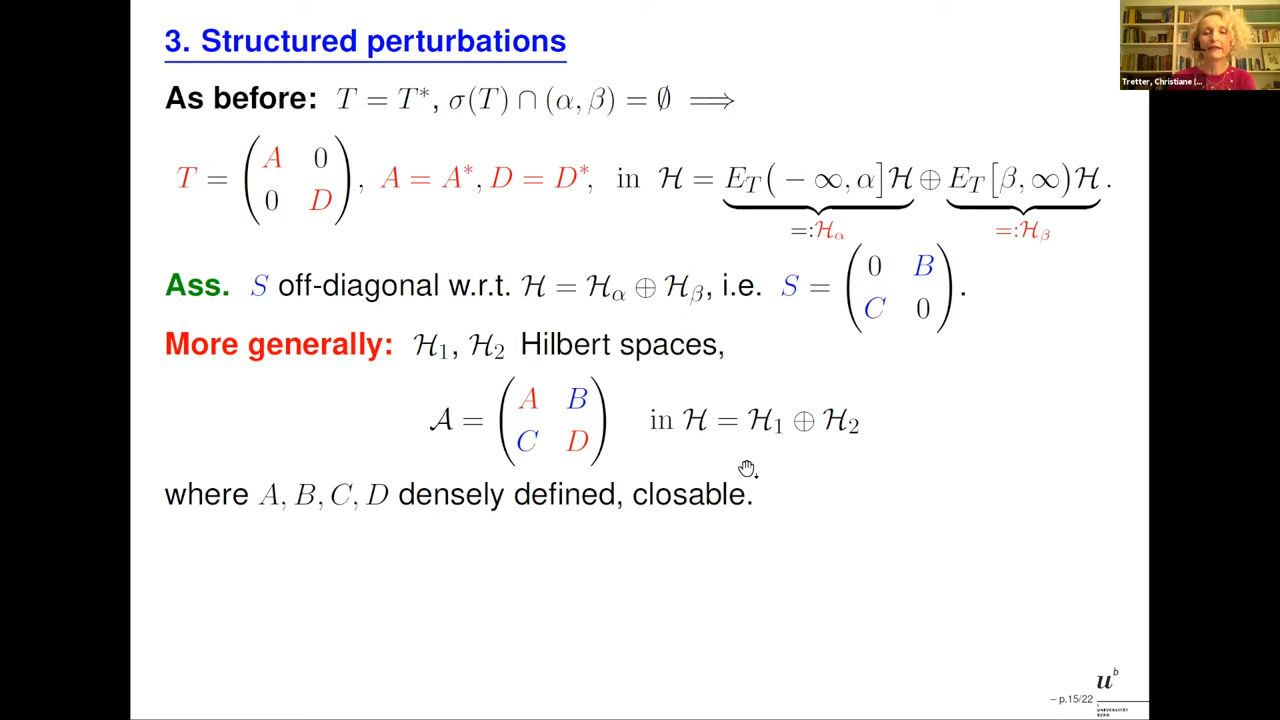 3. Structured perturbations
Tretter, Christiane (...
As before: T = T*, σ(T) ∩ (α, β) = ∅ ⟹
T = ( A 0 ; 0 D ), A = A*, D = D*, in ℋ = E_T(−∞, α]ℋ ⊕ E_T[β, ∞)ℋ.
=:ℋ_α =:ℋ_β
Ass. S off-diagonal w.r.t. ℋ = ℋ_α ⊕ ℋ_β, i.e. S = ( 0 B ; C 0 ).
More generally: ℋ_1, ℋ_2 Hilbert spaces,
𝒜 = ( A B ; C D ) in ℋ = ℋ_1 ⊕ ℋ_2
where A, B, C, D densely defined, closable.
u^b
– p.15/22
UNIVERSITÄT
BERN